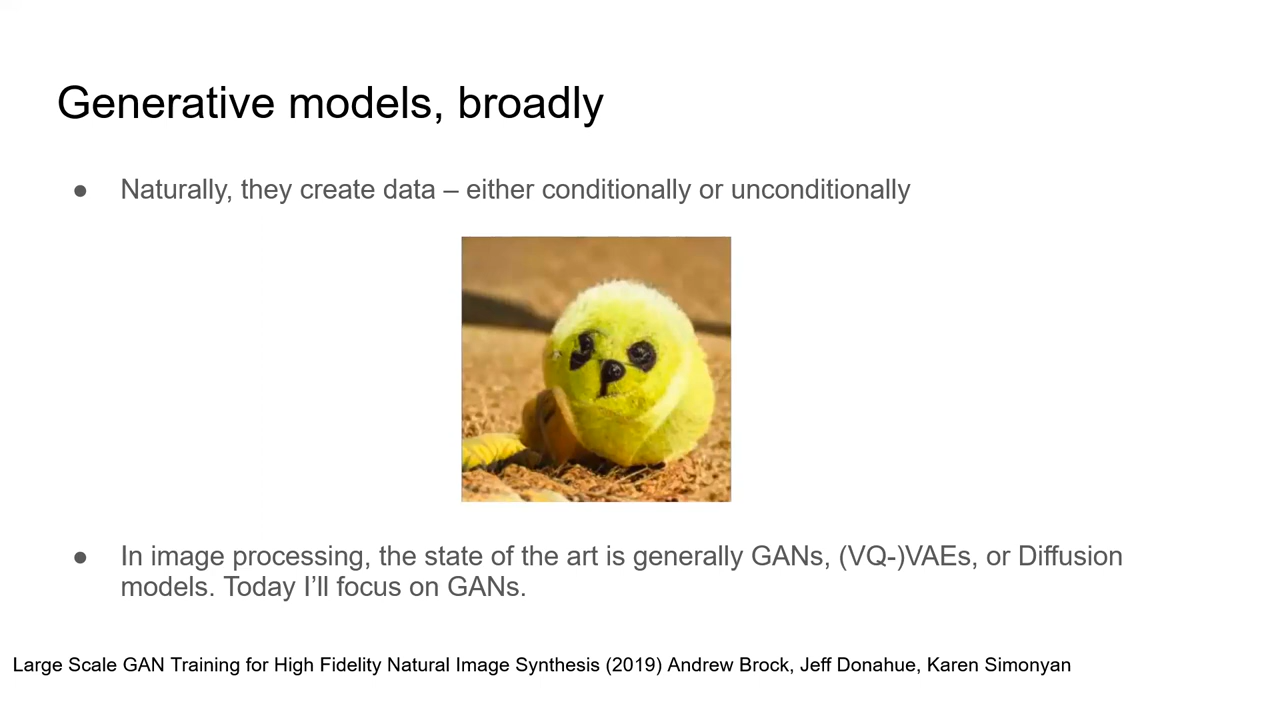 Generative models, broadly
● Naturally, they create data – either conditionally or unconditionally
● In image processing, the state of the art is generally GANs, (VQ-)VAEs, or Diffusion
models. Today I’ll focus on GANs.
Large Scale GAN Training for High Fidelity Natural Image Synthesis (2019) Andrew Brock, Jeff Donahue, Karen Simonyan